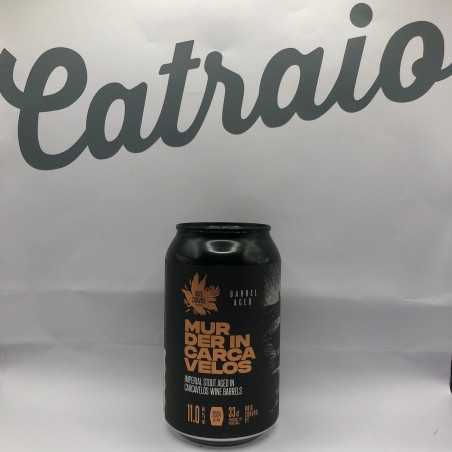 Catraio
BARREL
AGED
MUR
DER IN
CARCA
VELOS
IMPERIAL STOUT AGED IN
CARCAVELOS WINE BARRELS
11.0
33cl